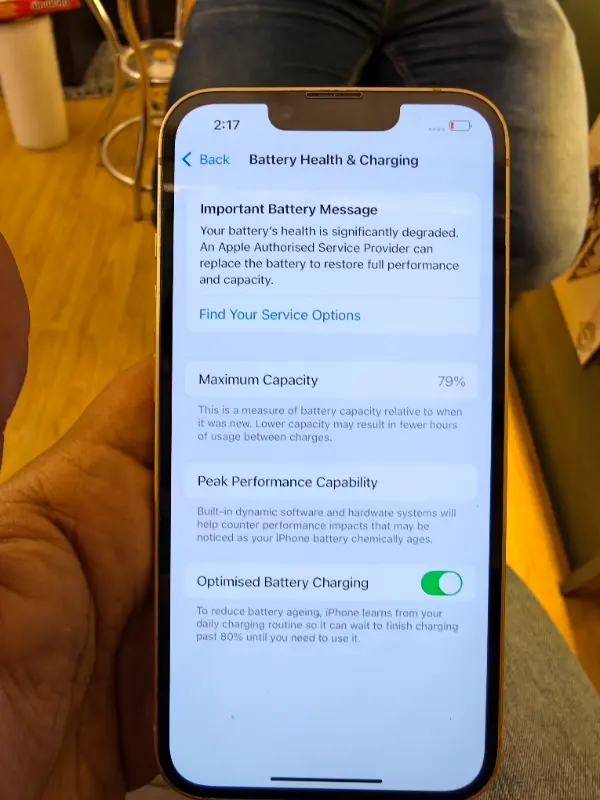 2:17
Back Battery Health & Charging
Important Battery Message
Your battery's health is significantly degraded.
An Apple Authorised Service Provider can
replace the battery to restore full performance
and capacity.
Find Your Service Options
Maximum Capacity 79%
This is a measure of battery capacity relative to when
it was new. Lower capacity may result in fewer hours
of usage between charges.
Peak Performance Capability
Built-in dynamic software and hardware systems will
help counter performance impacts that may be
noticed as your iPhone battery chemically ages.
Optimised Battery Charging
To reduce battery ageing, iPhone learns from your
daily charging routine so it can wait to finish charging
past 80% until you need to use it.